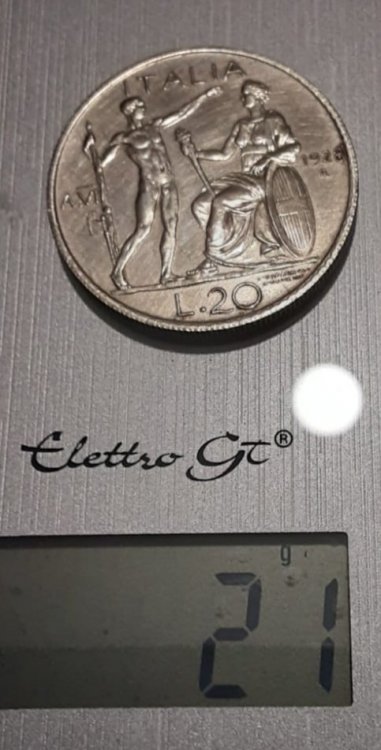 ITALIA
1928
A.VI
R
L.20
Elettro Gt®
g
21